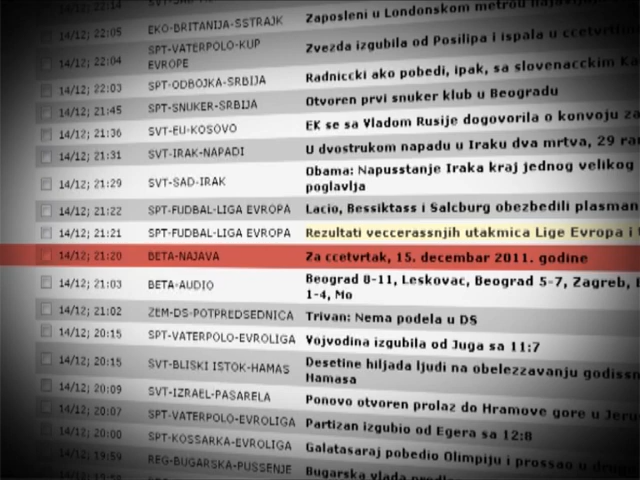 14/12; 22:05 EKO-BRITANIJA-SSTRAJK Zaposleni u Londonskom metrou
14/12; 22:04 SPT-VATERPOLO-KUP EVROPE Zvezda izgubila od Posilipa i ispala u
14/12; 22:03 SPT-ODBOJKA-SRBIJA Radniccki ako pobedi, ipak, sa slovenacckim
14/12; 21:45 SPT-SNUKER-SRBIJA Otvoren prvi snuker klub u Beogradu
14/12; 21:36 SVT-EU-KOSOVO EK se sa Vladom Rusije dogovorila o konvoju za
14/12; 21:31 SVT-IRAK-NAPADI U dvostrukom napadu u Iraku dva mrtva, 29
14/12; 21:29 SVT-SAD-IRAK Obama: Napusstanje Iraka kraj jednog velikog
poglavlja
14/12; 21:22 SPT-FUDBAL-LIGA EVROPA Lacio, Bessiktass i Salcburg obezbedili plasman
14/12; 21:21 SPT-FUDBAL-LIGA EVROPA Rezultati veccerassnjih utakmica Lige Evropa i
14/12; 21:20 BETA-NAJAVA Za ccetvrtak, 15. decembar 2011. godine
14/12; 21:03 BETA-AUDIO Beograd 8-11, Leskovac, Beograd 5-7, Zagreb,
1-4, Mo
14/12; 21:02 ZEM-DS-POTPREDSEDNICA Trivan: Nema podela u DS
14/12; 20:15 SPT-VATERPOLO-EVROLIGA Vojvodina izgubila od Juga sa 11:7
14/12; 20:15 SVT-BLISKI ISTOK-HAMAS Desetine hiljada ljudi na obelezzavanju
Hamasa
14/12; 20:09 SVT-IZRAEL-PASARELA Ponovo otvoren prolaz do Hramove gore u
14/12; 20:07 SPT-VATERPOLO-EVROLIGA Partizan izgubio od Egera sa 12:8
14/12; 20:00 SPT-KOSSARKA-EVROLIGA Galatasaraj pobedio Olimpiju i prossao u
14/12; 19:59 REG-BUGARSKA-PUSSENJE Bugarska vlada